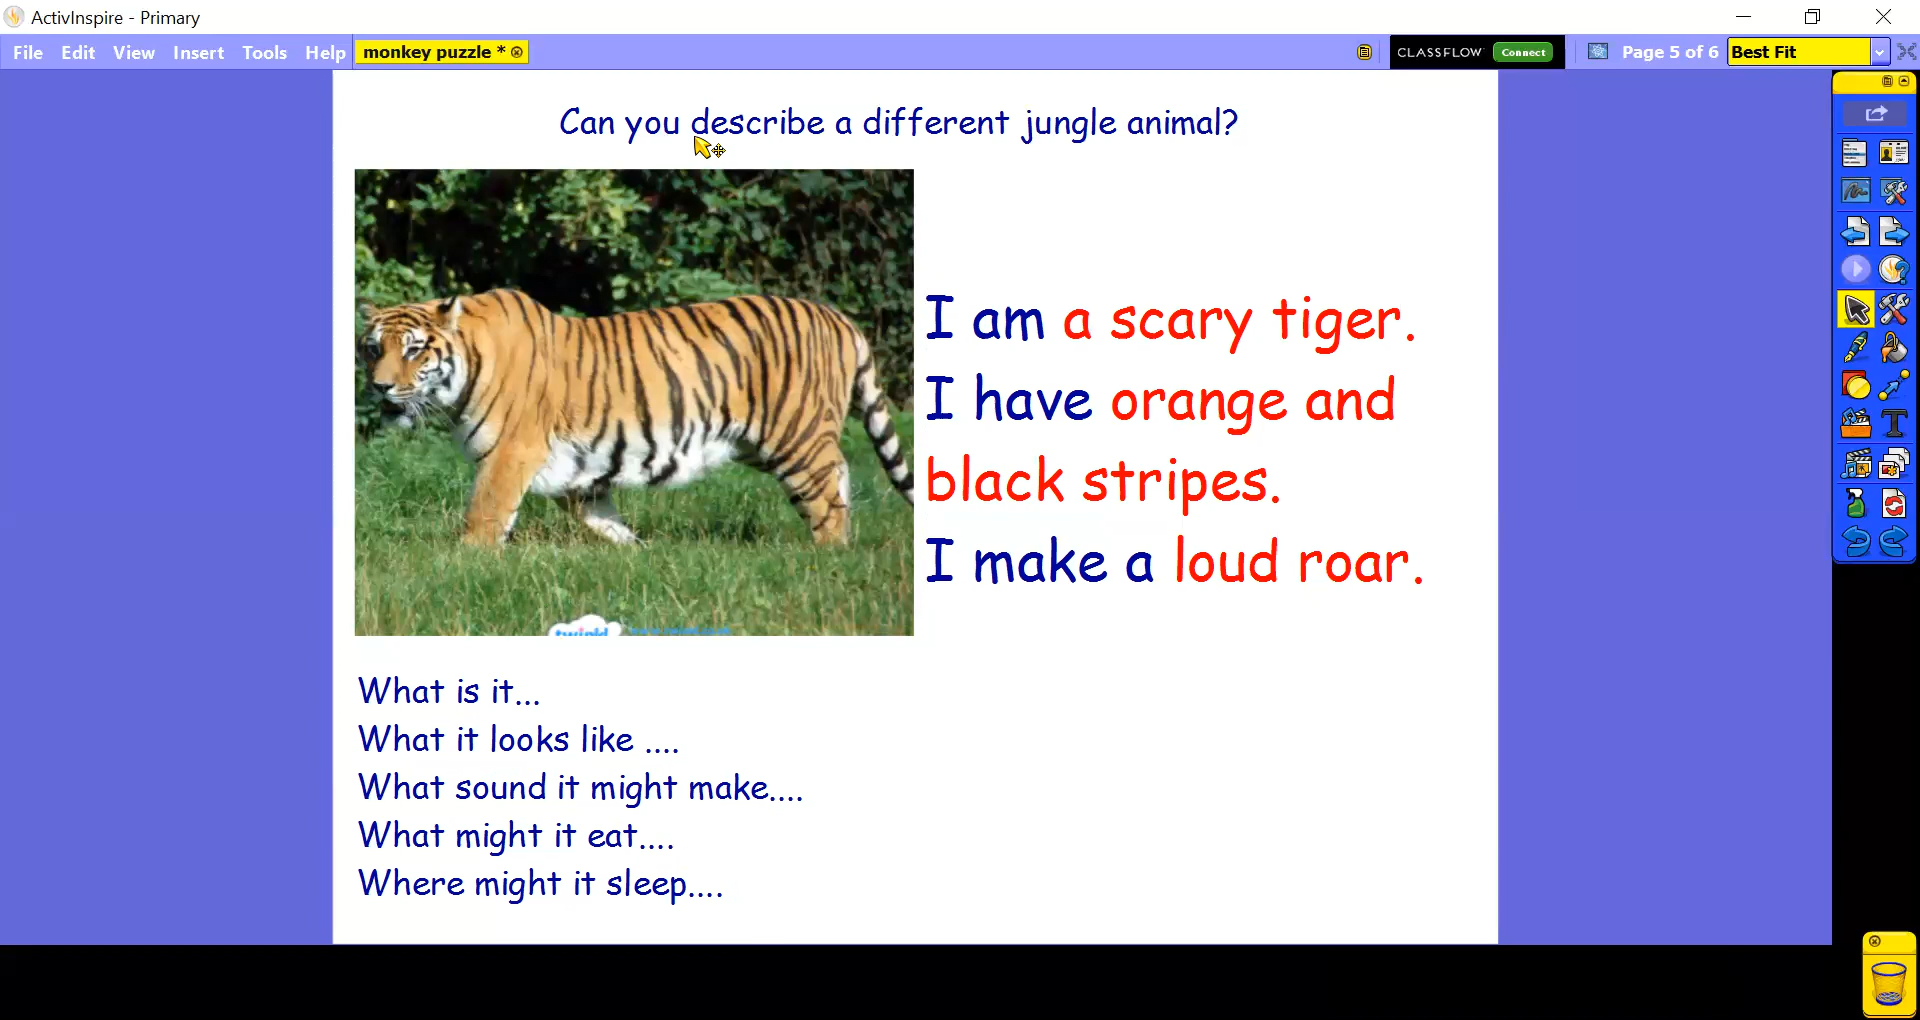 ActivInspire - Primary
File Edit View Insert Tools Help monkey puzzle * CLASSFLOW Connect Page 5 of 6 Best Fit
Can you describe a different jungle animal?
I am a scary tiger.
I have orange and
black stripes.
I make a loud roar.
What is it...
What it looks like ....
What sound it might make....
What might it eat....
Where might it sleep....